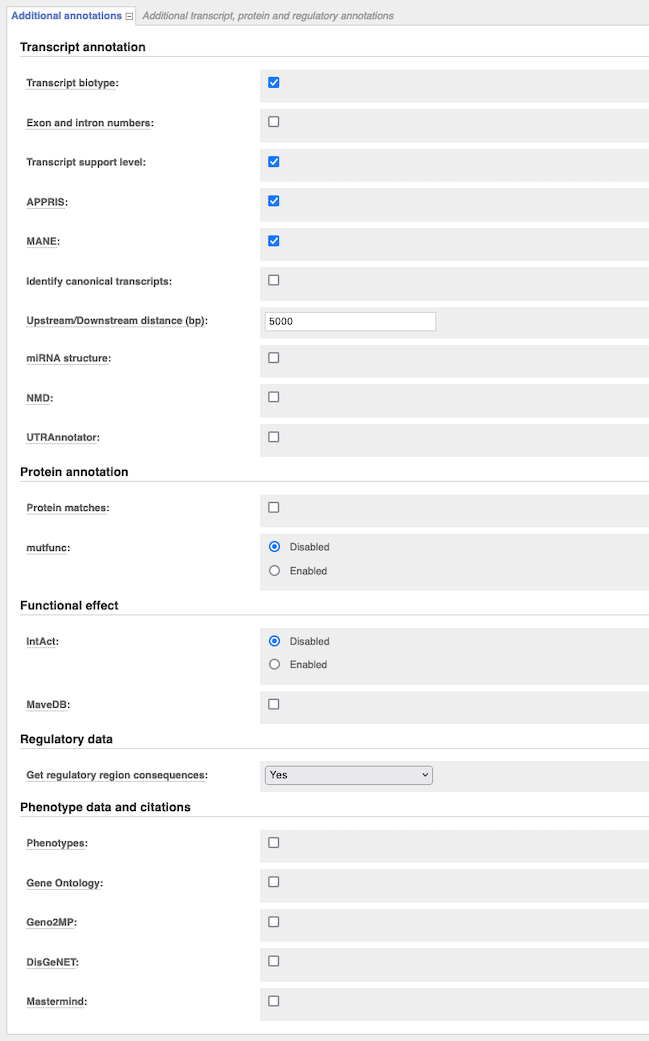 Additional annotations Additional transcript, protein and regulatory annotations
Transcript annotation
Transcript biotype:
Exon and intron numbers:
Transcript support level:
APPRIS:
MANE:
Identify canonical transcripts:
Upstream/Downstream distance (bp): 5000
miRNA structure:
NMD:
UTRAnnotator:
Protein annotation
Protein matches:
mutfunc: Disabled
Enabled
Functional effect
IntAct: Disabled
Enabled
MaveDB:
Regulatory data
Get regulatory region consequences: Yes
Phenotype data and citations
Phenotypes:
Gene Ontology:
Geno2MP:
DisGeNET:
Mastermind: